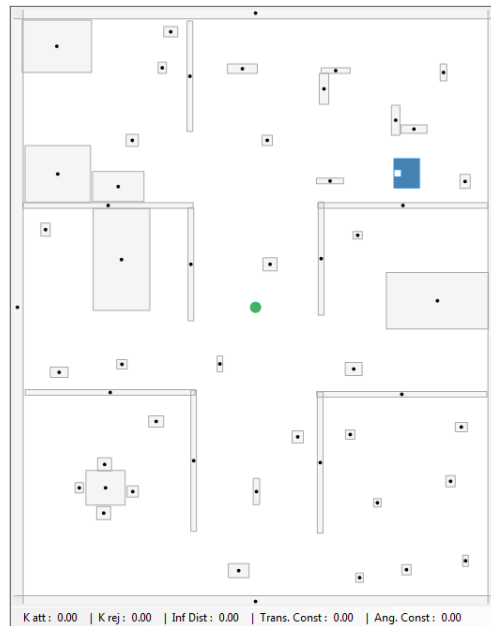 K att : 0.00 | K rej : 0.00 | Inf Dist : 0.00 | Trans. Const : 0.00 | Ang. Const : 0.00